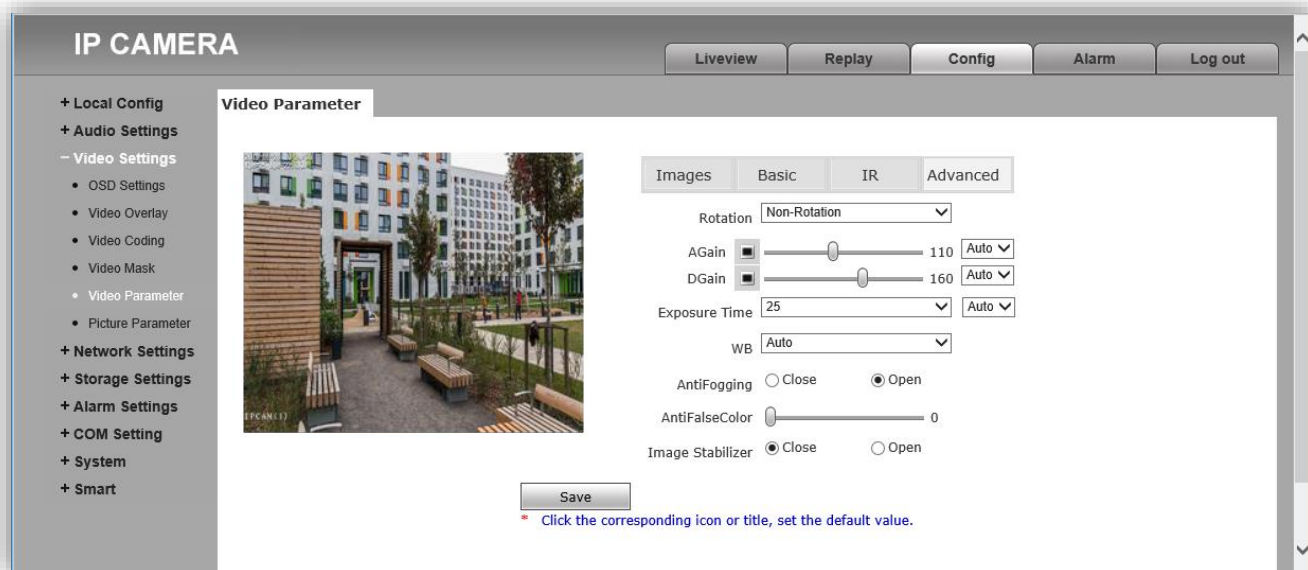 IP CAMERA
Liveview Replay Config Alarm Log out
+ Local Config
+ Audio Settings
− Video Settings
• OSD Settings
• Video Overlay
• Video Coding
• Video Mask
• Video Parameter
• Picture Parameter
+ Network Settings
+ Storage Settings
+ Alarm Settings
+ COM Setting
+ System
+ Smart
Video Parameter
IPCAM(1)
Images Basic IR Advanced
Rotation Non-Rotation
AGain 110 Auto
DGain 160 Auto
Exposure Time 25 Auto
WB Auto
AntiFogging Close Open
AntiFalseColor 0
Image Stabilizer Close Open
Save
* Click the corresponding icon or title, set the default value.